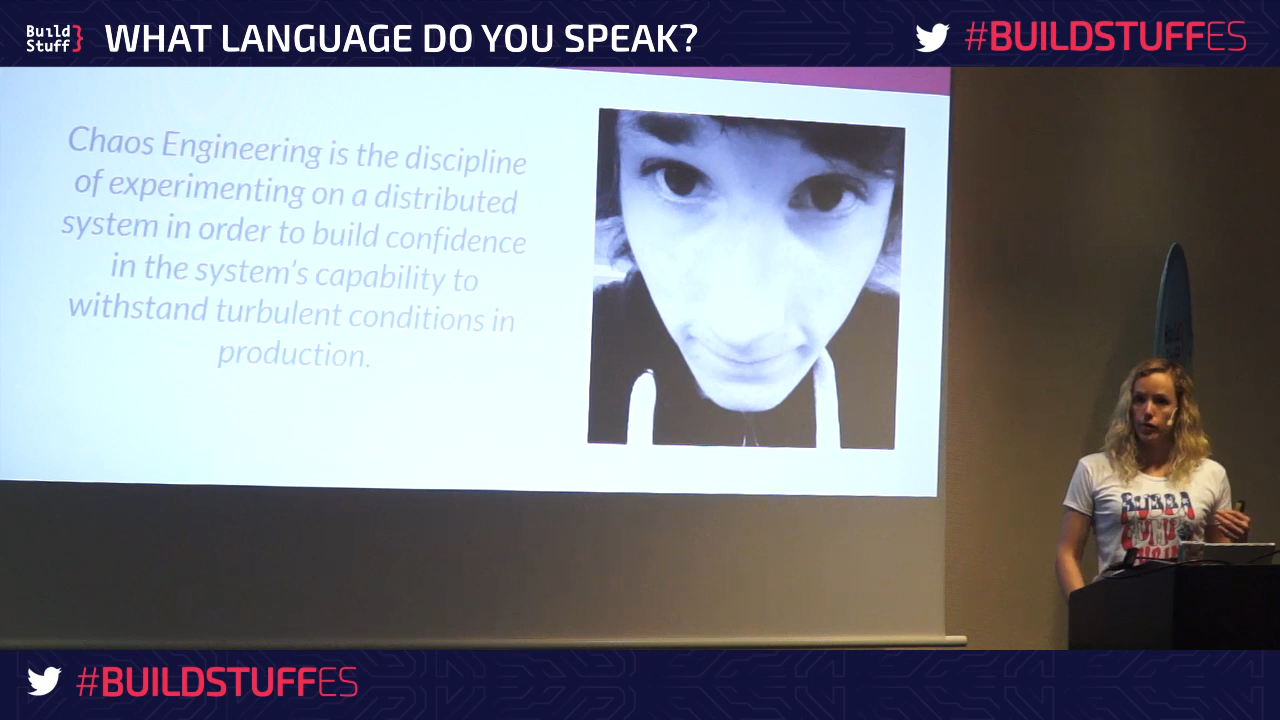 Build
Stuff}
WHAT LANGUAGE DO YOU SPEAK?
#BUILDSTUFFES
Chaos Engineering is the discipline
of experimenting on a distributed
system in order to build confidence
in the system's capability to
withstand turbulent conditions in
production.
BUBBA
#BUILDSTUFFES